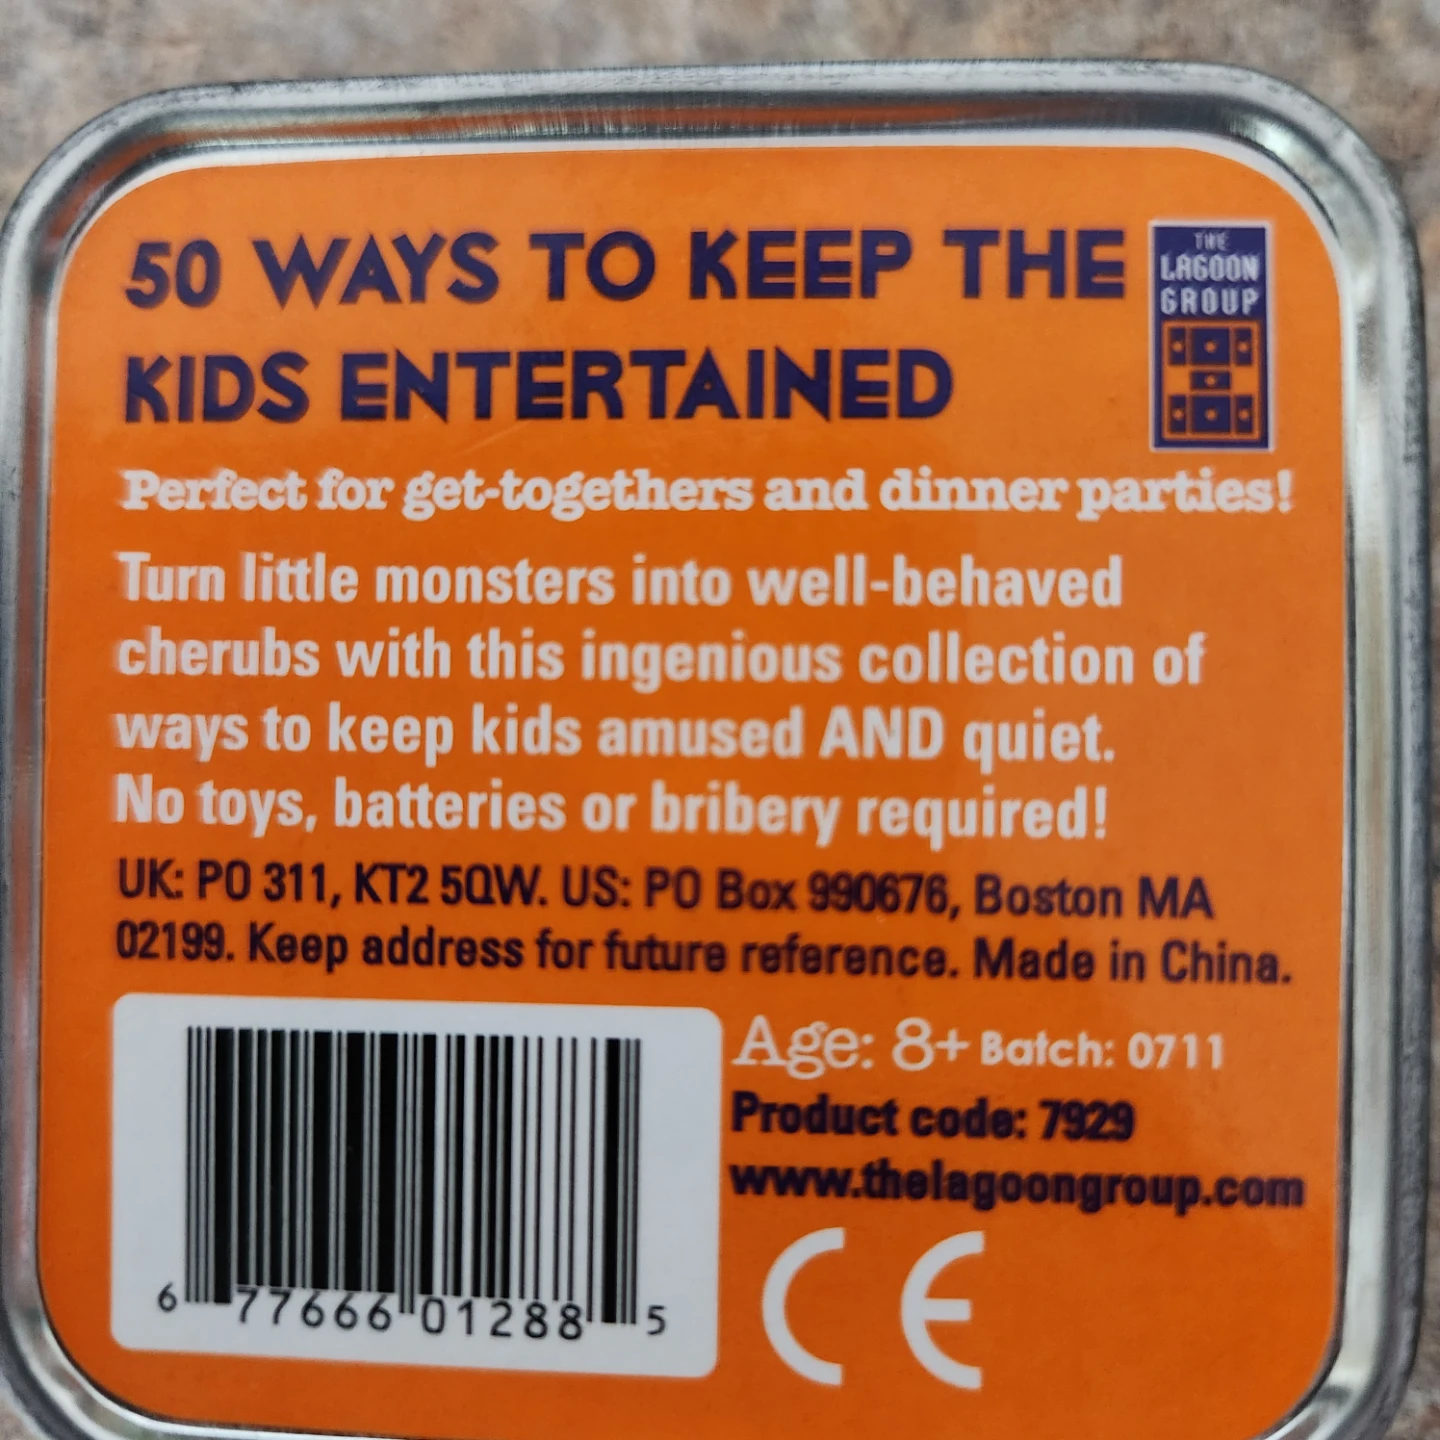 50 WAYS TO KEEP THE
KIDS ENTERTAINED
THE
LAGOON
GROUP
Perfect for get-togethers and dinner parties!
Turn little monsters into well-behaved
cherubs with this ingenious collection of
ways to keep kids amused AND quiet.
No toys, batteries or bribery required!
UK: PO 311, KT2 5QW. US: PO Box 990676, Boston MA
02199. Keep address for future reference. Made in China.
Age: 8+ Batch: 0711
Product code: 7929
www.thelagoongroup.com
CE
6 77666 01288 5